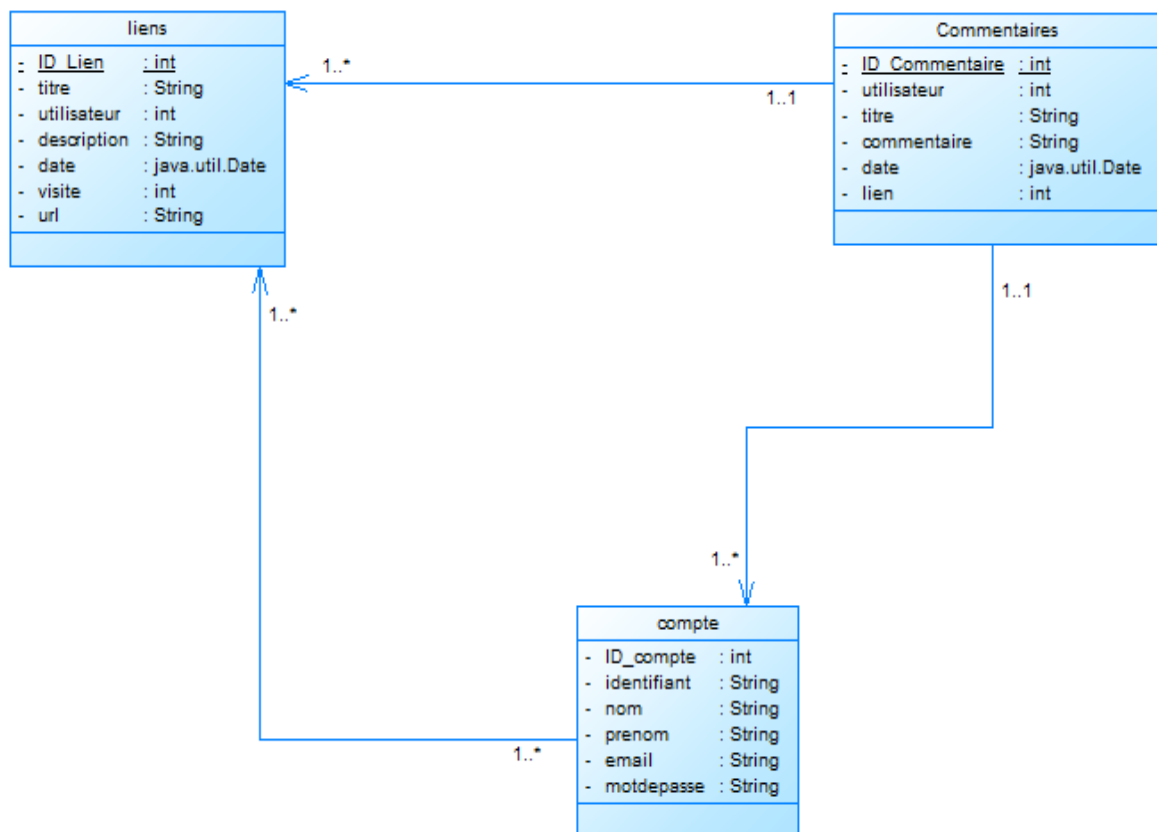 liens
- ID_Lien : int
- titre : String
- utilisateur : int
- description : String
- date : java.util.Date
- visite : int
- url : String
1..*
1..1
Commentaires
- ID_Commentaire : int
- utilisateur : int
- titre : String
- commentaire : String
- date : java.util.Date
- lien : int
1..*
1..1
1..*
1..*
compte
- ID_compte : int
- identifiant : String
- nom : String
- prenom : String
- email : String
- motdepasse : String